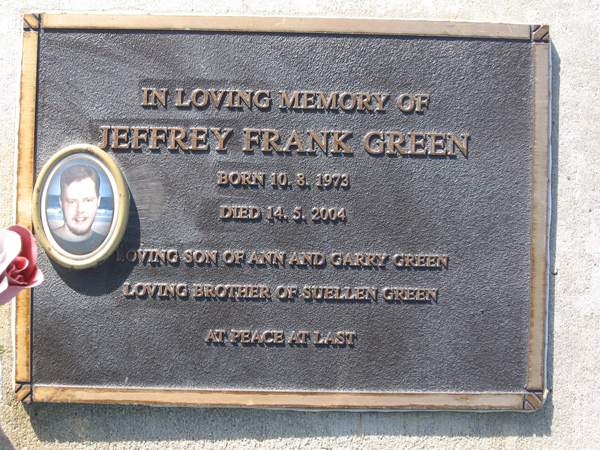 IN LOVING MEMORY OF
JEFFREY FRANK GREEN
BORN 10. 3. 1973
DIED 14. 5. 2004
LOVING SON OF ANN AND GARRY GREEN
LOVING BROTHER OF SUELLEN GREEN
AT PEACE AT LAST